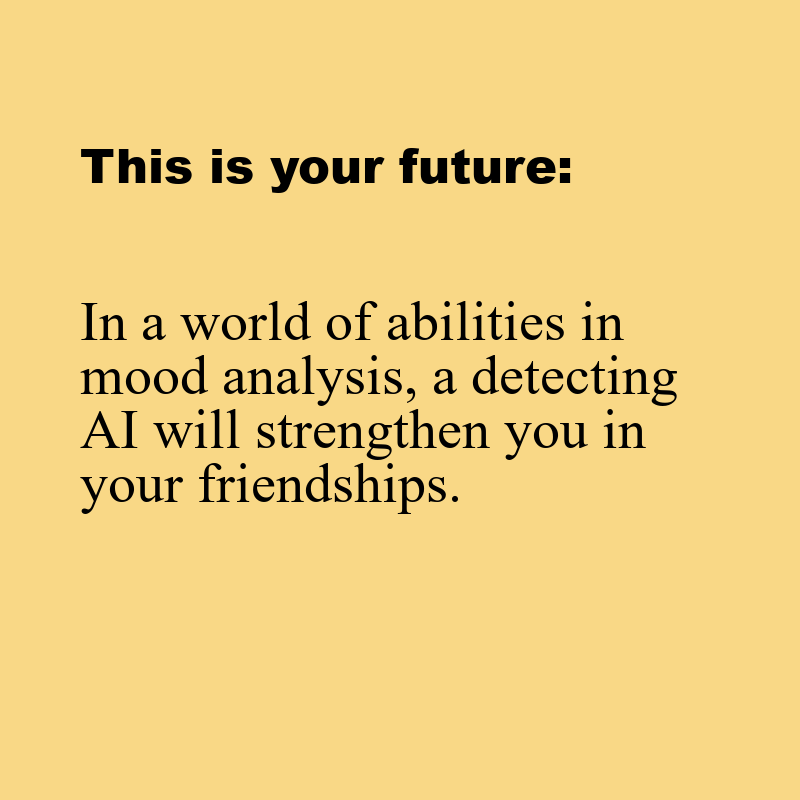 This is your future:
In a world of abilities in
mood analysis, a detecting
AI will strengthen you in
your friendships.